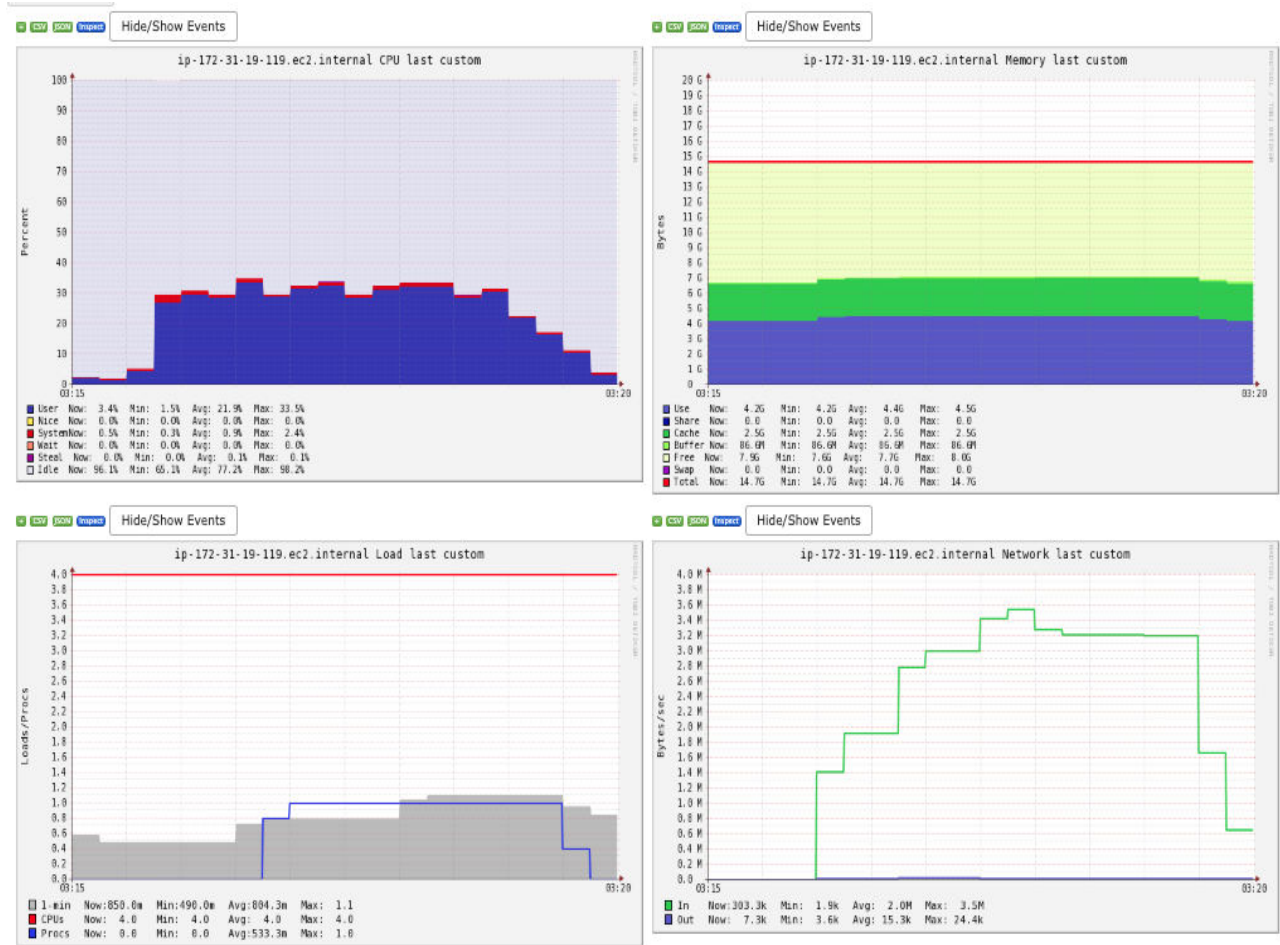 + CSV JSON Inspect Hide/Show Events
ip-172-31-19-119.ec2.internal CPU last custom
Percent
100
90
80
70
60
50
40
30
20
10
0
03:15 03:20
User Now: 3.4% Min: 1.5% Avg: 21.9% Max: 33.5%
Nice Now: 0.0% Min: 0.0% Avg: 0.0% Max: 0.0%
SystemNow: 0.5% Min: 0.3% Avg: 0.9% Max: 2.4%
Wait Now: 0.0% Min: 0.0% Avg: 0.0% Max: 0.0%
Steal Now: 0.0% Min: 0.0% Avg: 0.1% Max: 0.1%
Idle Now: 96.1% Min: 65.1% Avg: 77.2% Max: 98.2%
+ CSV JSON Inspect Hide/Show Events
ip-172-31-19-119.ec2.internal Memory last custom
Bytes
20 G
19 G
18 G
17 G
16 G
15 G
14 G
13 G
12 G
11 G
10 G
9 G
8 G
7 G
6 G
5 G
4 G
3 G
2 G
1 G
0
03:15 03:20
Use Now: 4.2G Min: 4.2G Avg: 4.4G Max: 4.5G
Share Now: 0.0 Min: 0.0 Avg: 0.0 Max: 0.0
Cache Now: 2.5G Min: 2.5G Avg: 2.5G Max: 2.5G
Buffer Now: 86.6M Min: 86.6M Avg: 86.6M Max: 86.6M
Free Now: 7.9G Min: 7.6G Avg: 7.7G Max: 8.0G
Swap Now: 0.0 Min: 0.0 Avg: 0.0 Max: 0.0
Total Now: 14.7G Min: 14.7G Avg: 14.7G Max: 14.7G
+ CSV JSON Inspect Hide/Show Events
ip-172-31-19-119.ec2.internal Load last custom
Loads/Procs
4.0
3.8
3.6
3.4
3.2
3.0
2.8
2.6
2.4
2.2
2.0
1.8
1.6
1.4
1.2
1.0
0.8
0.6
0.4
0.2
0.0
03:15 03:20
1-min Now:850.0m Min:490.0m Avg:804.3m Max: 1.1
CPUs Now: 4.0 Min: 4.0 Avg: 4.0 Max: 4.0
Procs Now: 0.0 Min: 0.0 Avg:533.3m Max: 1.0
+ CSV JSON Inspect Hide/Show Events
ip-172-31-19-119.ec2.internal Network last custom
Bytes/sec
4.0 M
3.8 M
3.6 M
3.4 M
3.2 M
3.0 M
2.8 M
2.6 M
2.4 M
2.2 M
2.0 M
1.8 M
1.6 M
1.4 M
1.2 M
1.0 M
0.8 M
0.6 M
0.4 M
0.2 M
0.0
03:15 03:20
In Now:303.3k Min: 1.9k Avg: 2.0M Max: 3.5M
Out Now: 7.3k Min: 3.6k Avg: 15.3k Max: 24.4k